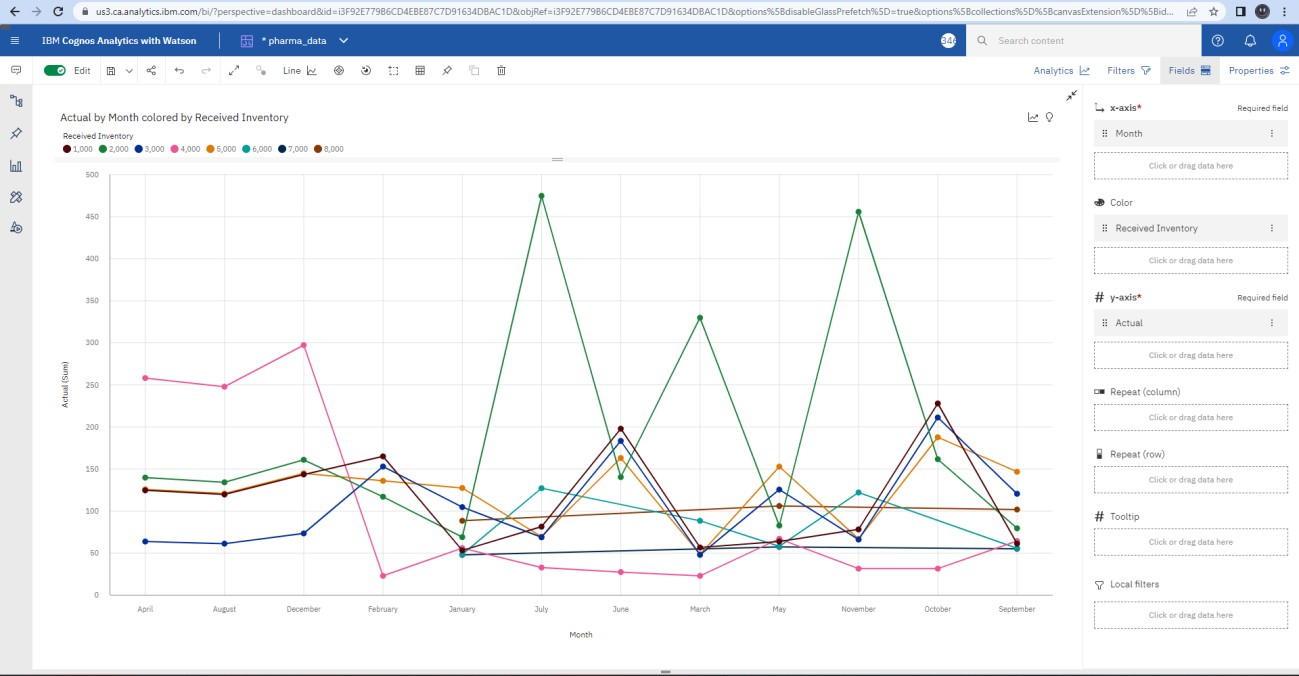 us3.ca.analytics.ibm.com/bi/?perspective=dashboard&id=i3F92E779B6CD4EBE87C7D91634DBAC1D&objRef=i3F92E779B6CD4EBE87C7D91634DBAC1D&options%5BdisableGlassPrefetch%5D=true&options%5Bcollections%5D%5BcanvasExtension%5D%5Bid...
IBM Cognos Analytics with Watson
* pharma_data
Search content
Edit
Line
Analytics
Filters
Fields
Properties
Actual by Month colored by Received Inventory
Received Inventory
1,000 2,000 3,000 4,000 5,000 6,000 7,000 8,000
500
450
400
350
300
250
200
150
100
50
0
Actual (Sum)
April August December February January July June March May November October September
Month
x-axis* Required field
Month
Click or drag data here
Color
Received Inventory
Click or drag data here
# y-axis* Required field
Actual
Click or drag data here
Repeat (column)
Click or drag data here
Repeat (row)
Click or drag data here
# Tooltip
Click or drag data here
Local filters
Click or drag data here